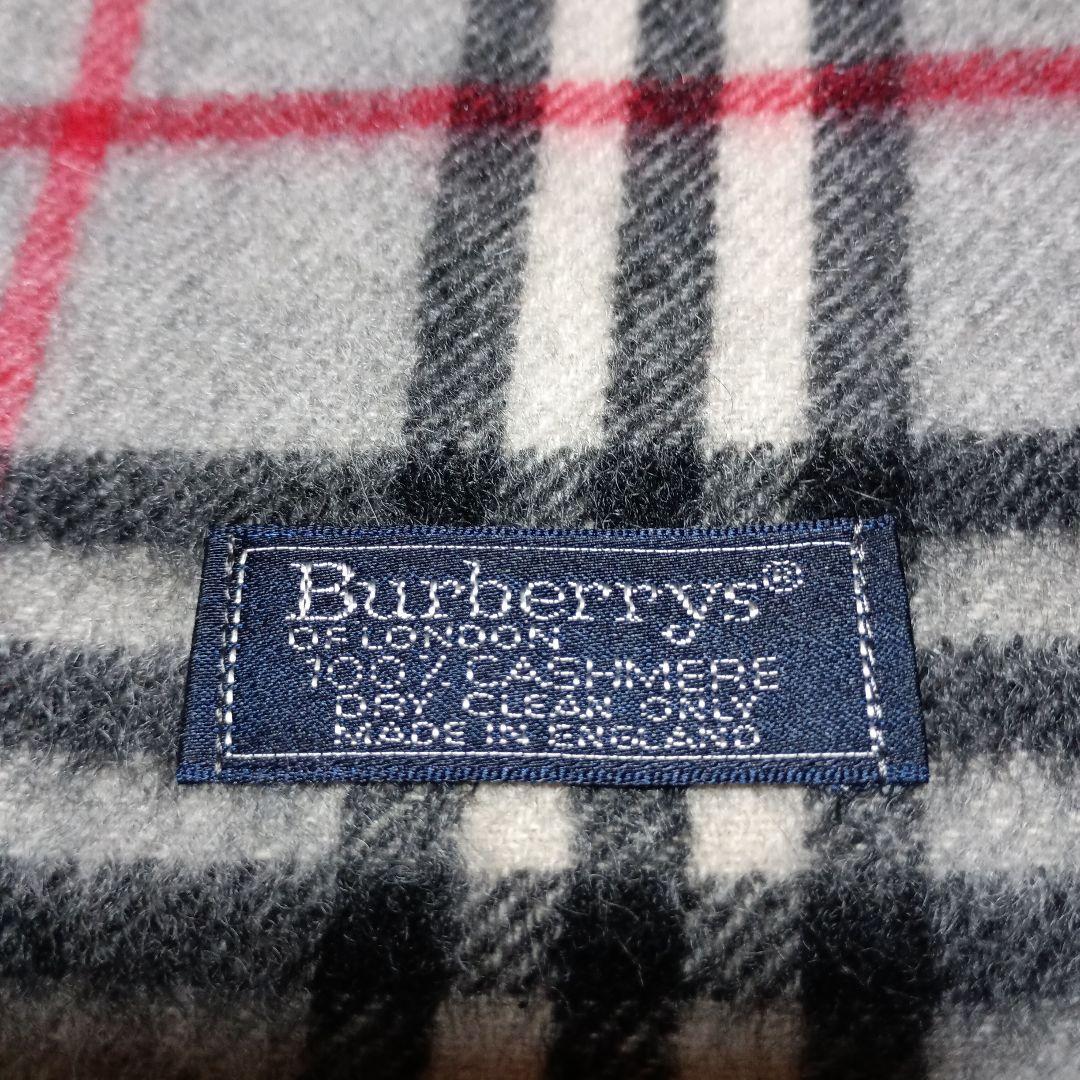 Burberrys®
OF LONDON
100% CASHMERE
DRY CLEAN ONLY
MADE IN ENGLAND